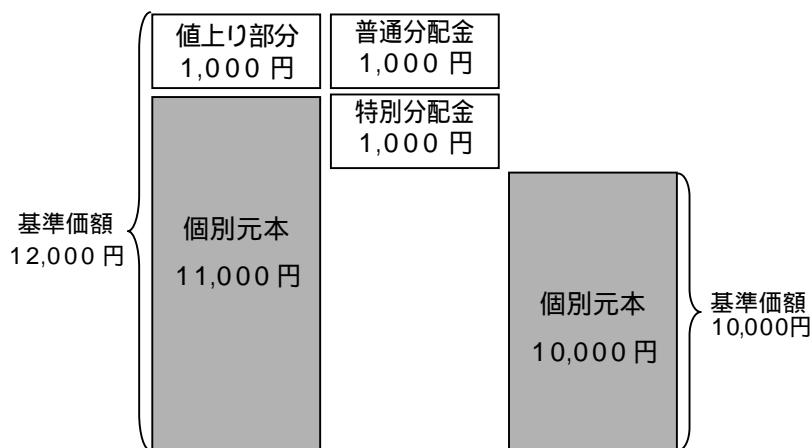 値上り部分
1,000 円
普通分配金
1,000 円
特別分配金
1,000 円
基準価額
12,000 円
個別元本
11,000 円
個別元本
10,000 円
基準価額
10,000円